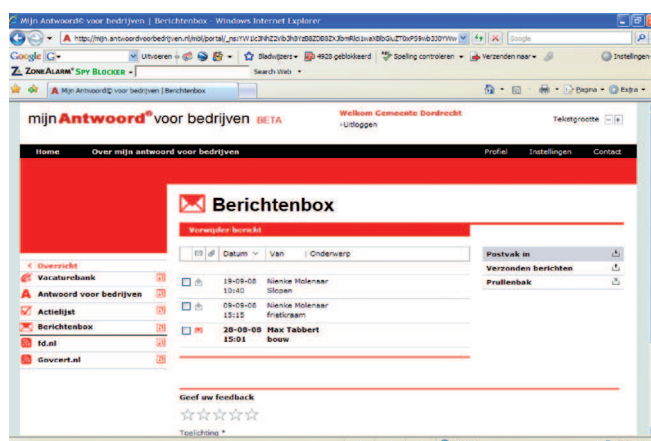 Mijn Antwoord© voor bedrijven | Berichtenbox - Windows Internet Explorer
Google
Google G Uitvoeren Bladwijzers 4928 geblokkeerd Spelling controleren Verzenden naar Instellingen
ZONEALARM® SPY BLOCKER Search Web
Mijn Antwoord© voor bedrijven | Berichtenbox Pagina Extra
mijn Antwoord® voor bedrijven BETA
Welkom Gemeente Dordrecht
›Uitloggen
Tekstgrootte - +
Home Over mijn antwoord voor bedrijven Profiel Instellingen Contact
Berichtenbox
Verwijder bericht
Datum Van Onderwerp
19-09-08 Nienke Molenaar
10:40 Slopen
09-09-08 Nienke Molenaar
15:15 frietkraam
28-08-08 Max Tabbert
15:01 bouw
Postvak in
Verzonden berichten
Prullenbak
< Overzicht
Vacaturebank
Antwoord voor bedrijven
Actielijst
Berichtenbox
fd.nl
Govcert.nl
Geef uw feedback
Toelichting *